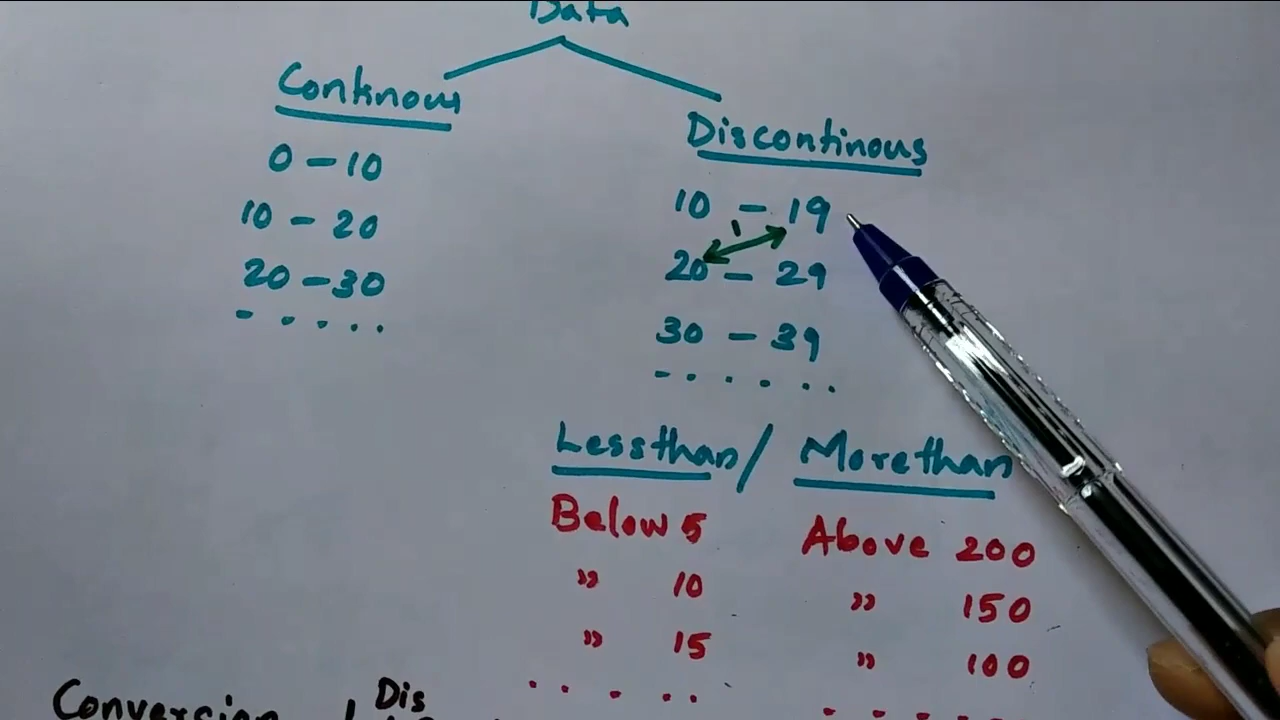 Data
Continous
0 - 10
10 - 20
20 - 30
- . . . .
Discontinous
10 - 19
1
20 - 29
30 - 39
- . . . . .
Lessthan / Morethan
Below 5
" 10
" 15
. . . . .
Above 200
" 150
" 100
. . . . .
Conversion
Dis